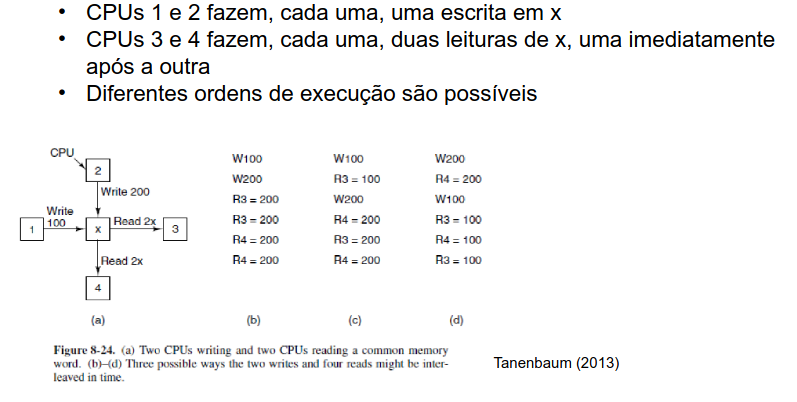 • CPUs 1 e 2 fazem, cada uma, uma escrita em x
• CPUs 3 e 4 fazem, cada uma, duas leituras de x, uma imediatamente
após a outra
• Diferentes ordens de execução são possíveis
CPU
2
Write 200
Write
100
1
x
Read 2x
3
Read 2x
4
(a)
W100
W200
R3 = 200
R3 = 200
R4 = 200
R4 = 200
(b)
W100
R3 = 100
W200
R4 = 200
R3 = 200
R4 = 200
(c)
W200
R4 = 200
W100
R3 = 100
R4 = 100
R3 = 100
(d)
Figure 8-24. (a) Two CPUs writing and two CPUs reading a common memory
word. (b)–(d) Three possible ways the two writes and four reads might be inter-
leaved in time.
Tanenbaum (2013)